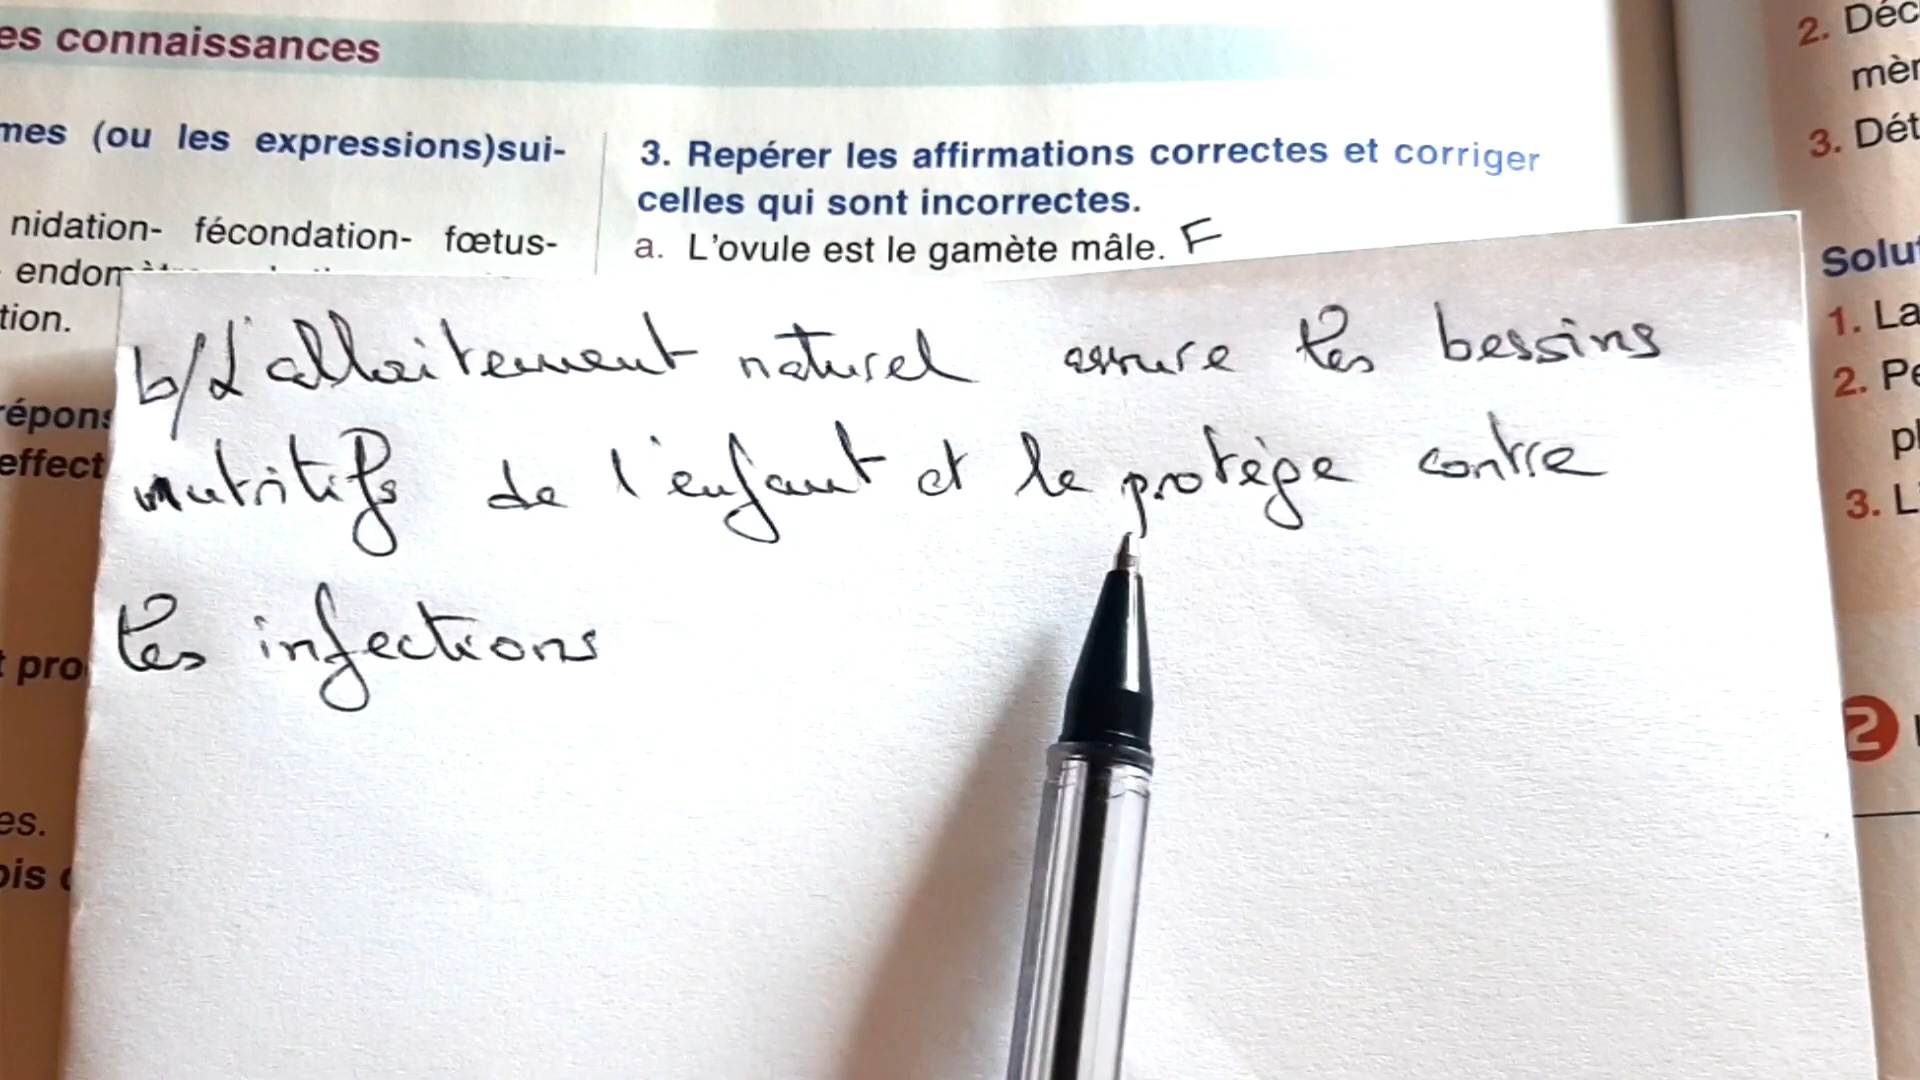 es connaissances
mes (ou les expressions)sui-
nidation- fécondation- fœtus-
endom
tion.
répons
effect
pro
es.
ois
3. Repérer les affirmations correctes et corriger
celles qui sont incorrectes.
a. L'ovule est le gamète mâle. F
b/ L'allaitement naturel assure les bessins
nutritifs de l'enfant et le protège contre
les infections
2. Déc
mèr
3. Dét
Solut
1. La
2. Pe
pl
3. L
2